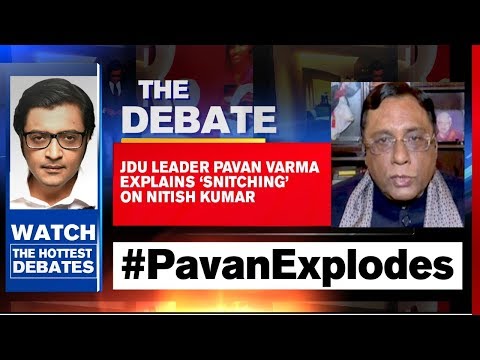 THE
DEBATE
JDU LEADER PAVAN VARMA
EXPLAINS ‘SNITCHING’
ON NITISH KUMAR
WATCH
THE HOTTEST
DEBATES
#PavanExplodes